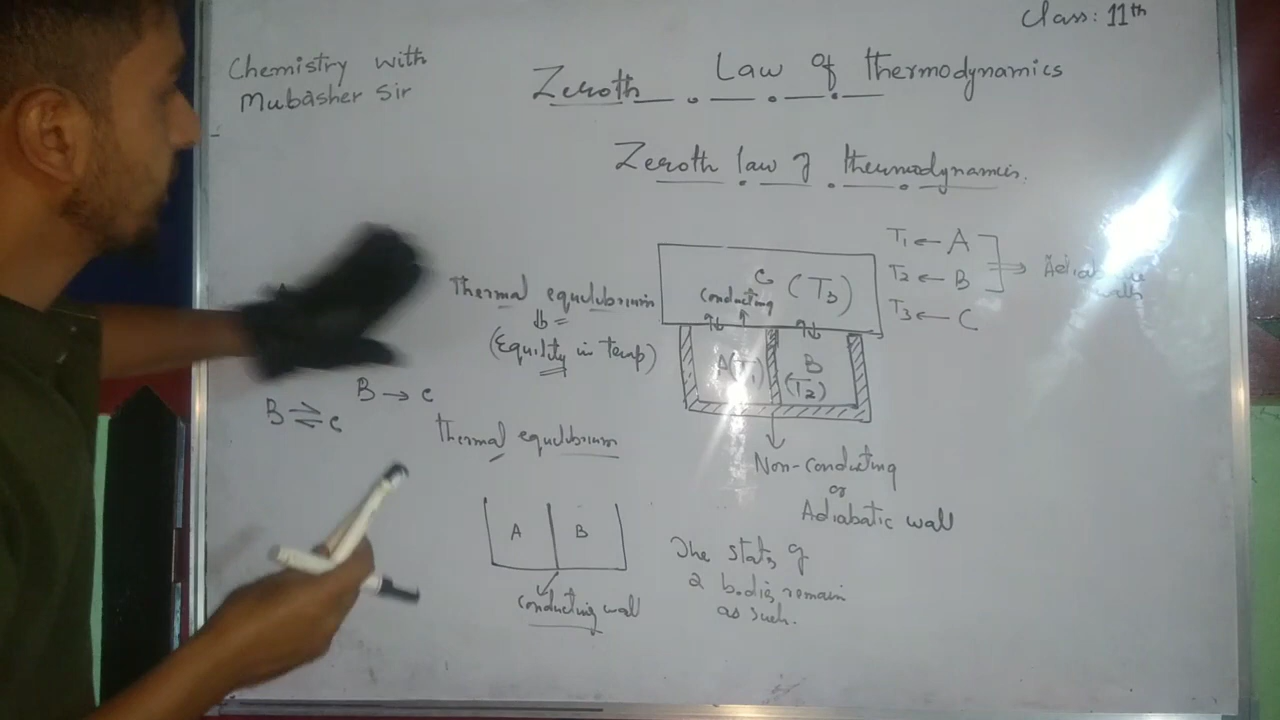 Class: 11th
Chemistry with
Mubasher Sir
Zeroth Law of thermodynamics
Zeroth law of thermodynamics.
T1 ← A
T2 ← B
T3 ← C
Thermal equilibrium
(Equility in temp)
C (T3)
conducting
A(T1)
B
(T2)
B → c
B ⇌ c
thermal equilibrium
Non-conducting
or
Adiabatic wall
A B
conducting wall
The states of
2 bodies remain
as such.